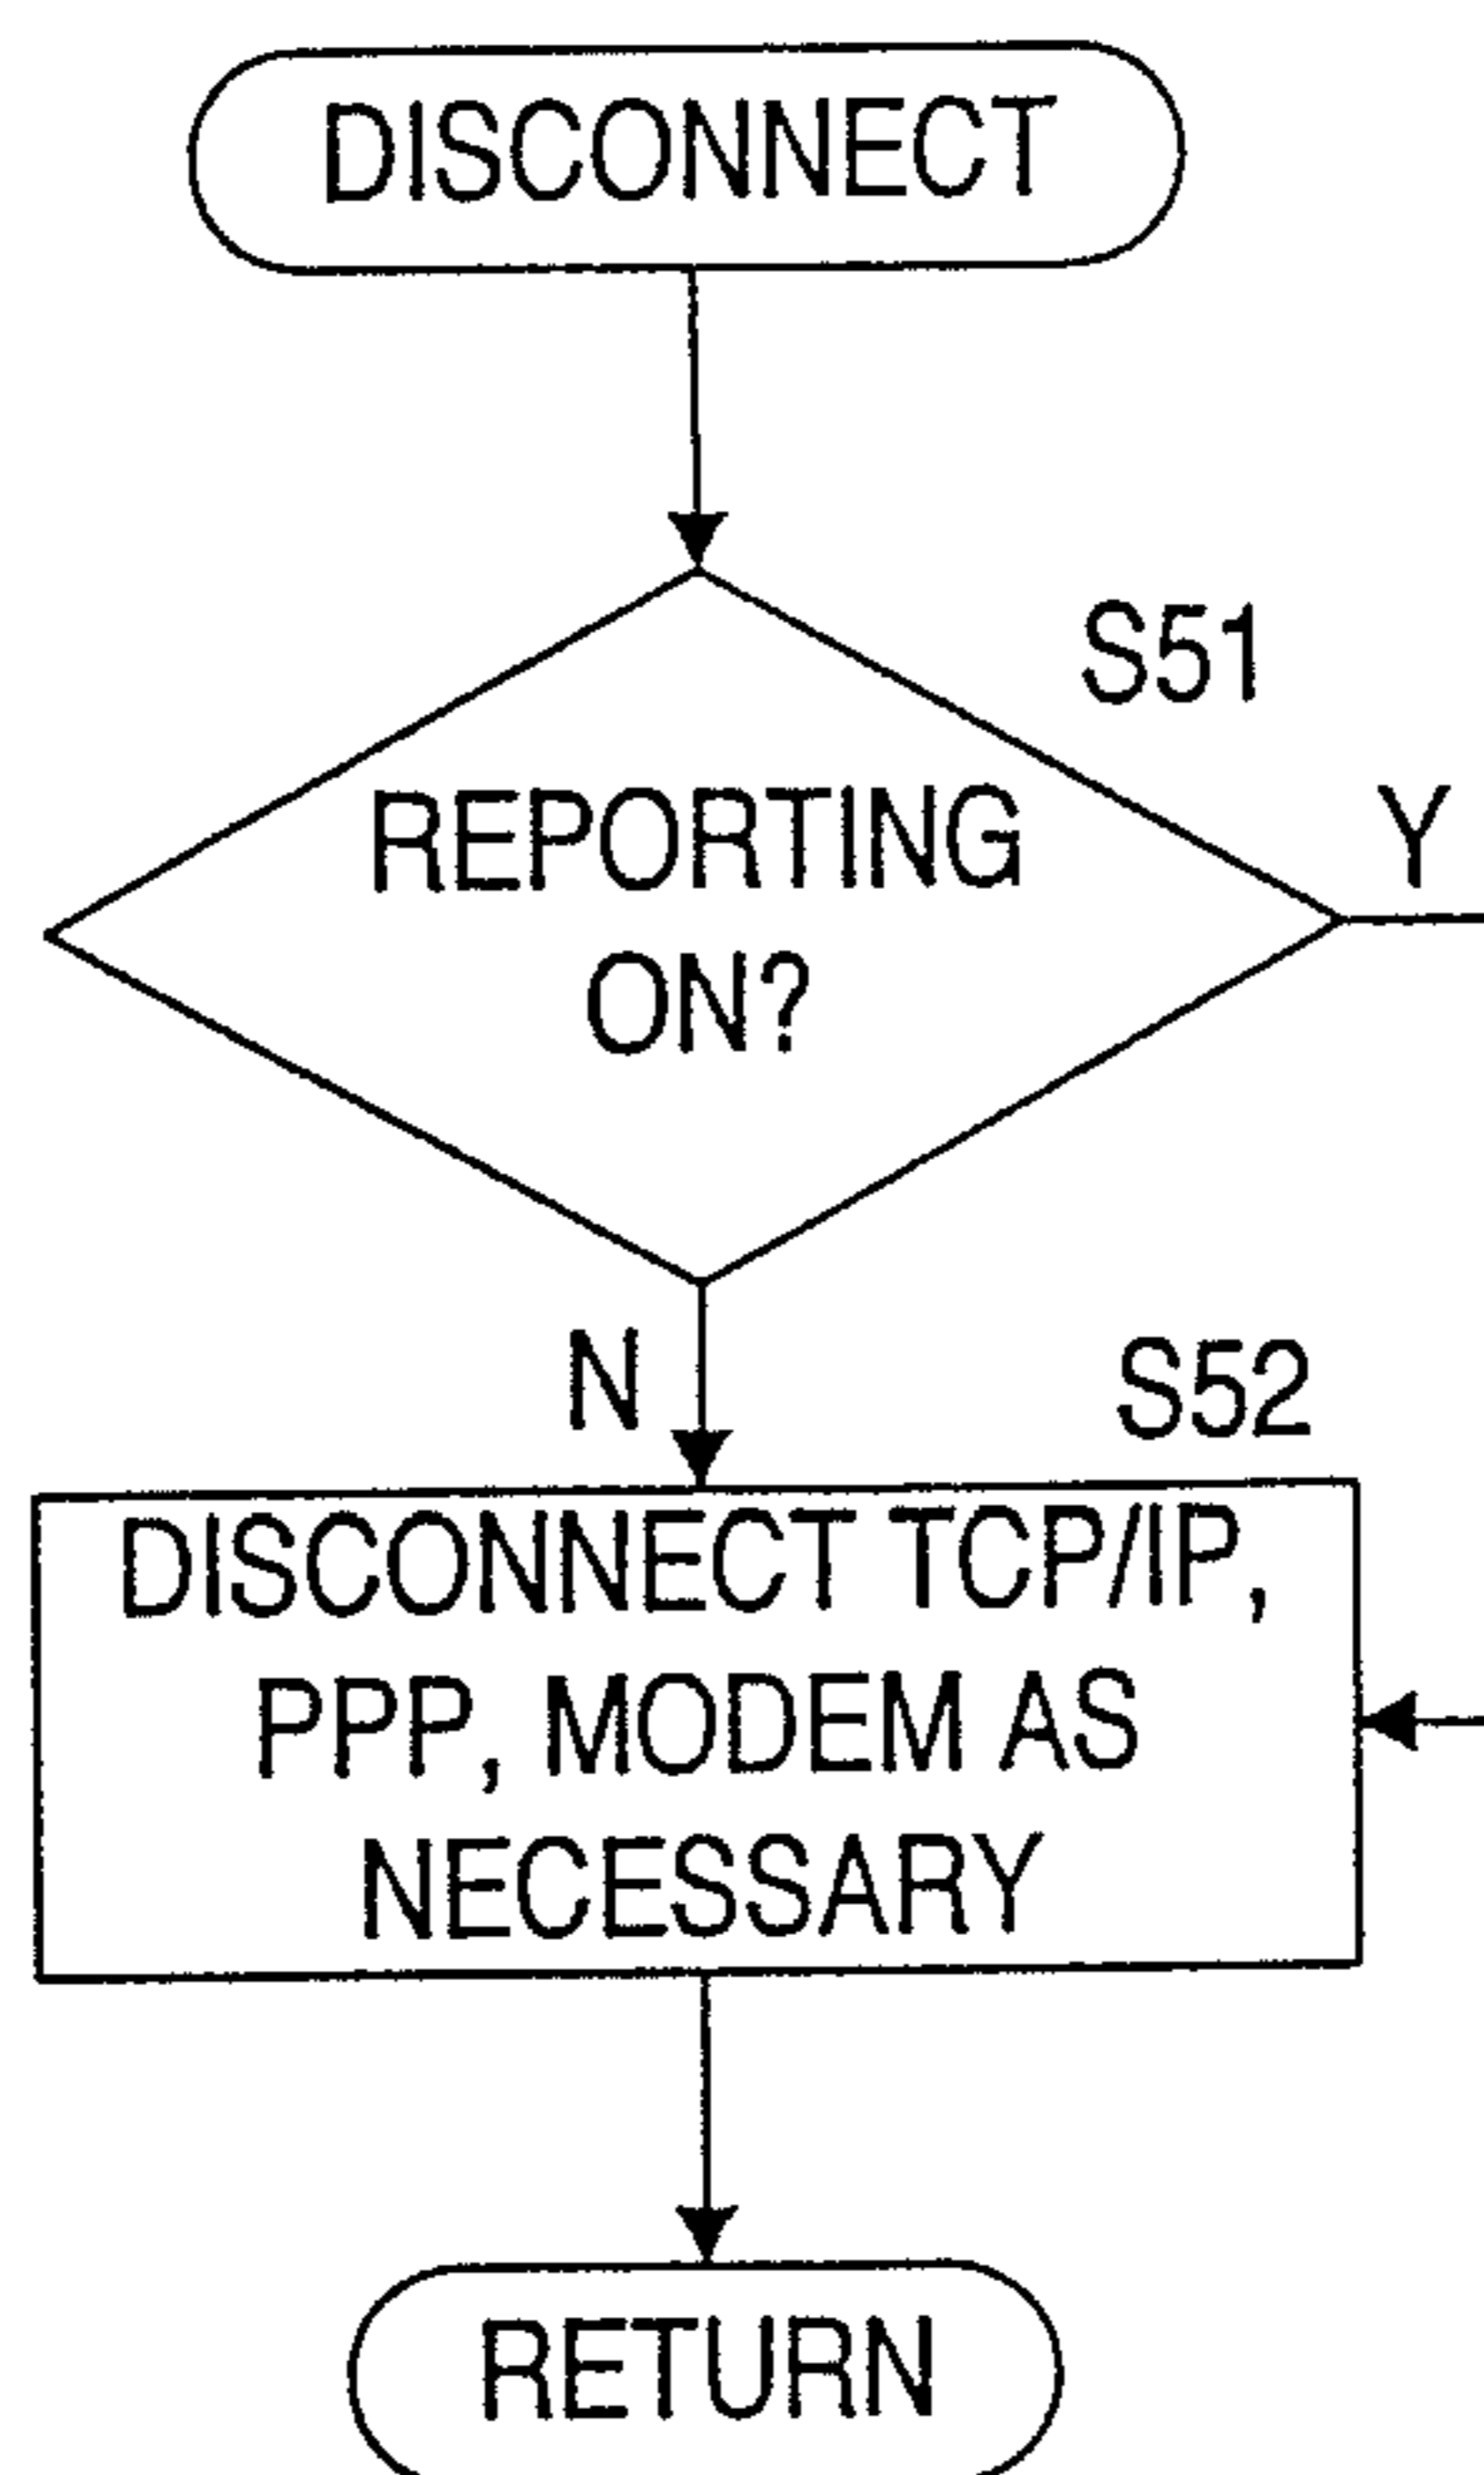 DISCONNECT
S51
REPORTING
ON?
Y
N
S52
DISCONNECT TCP/IP,
PPP, MODEM AS
NECESSARY
RETURN